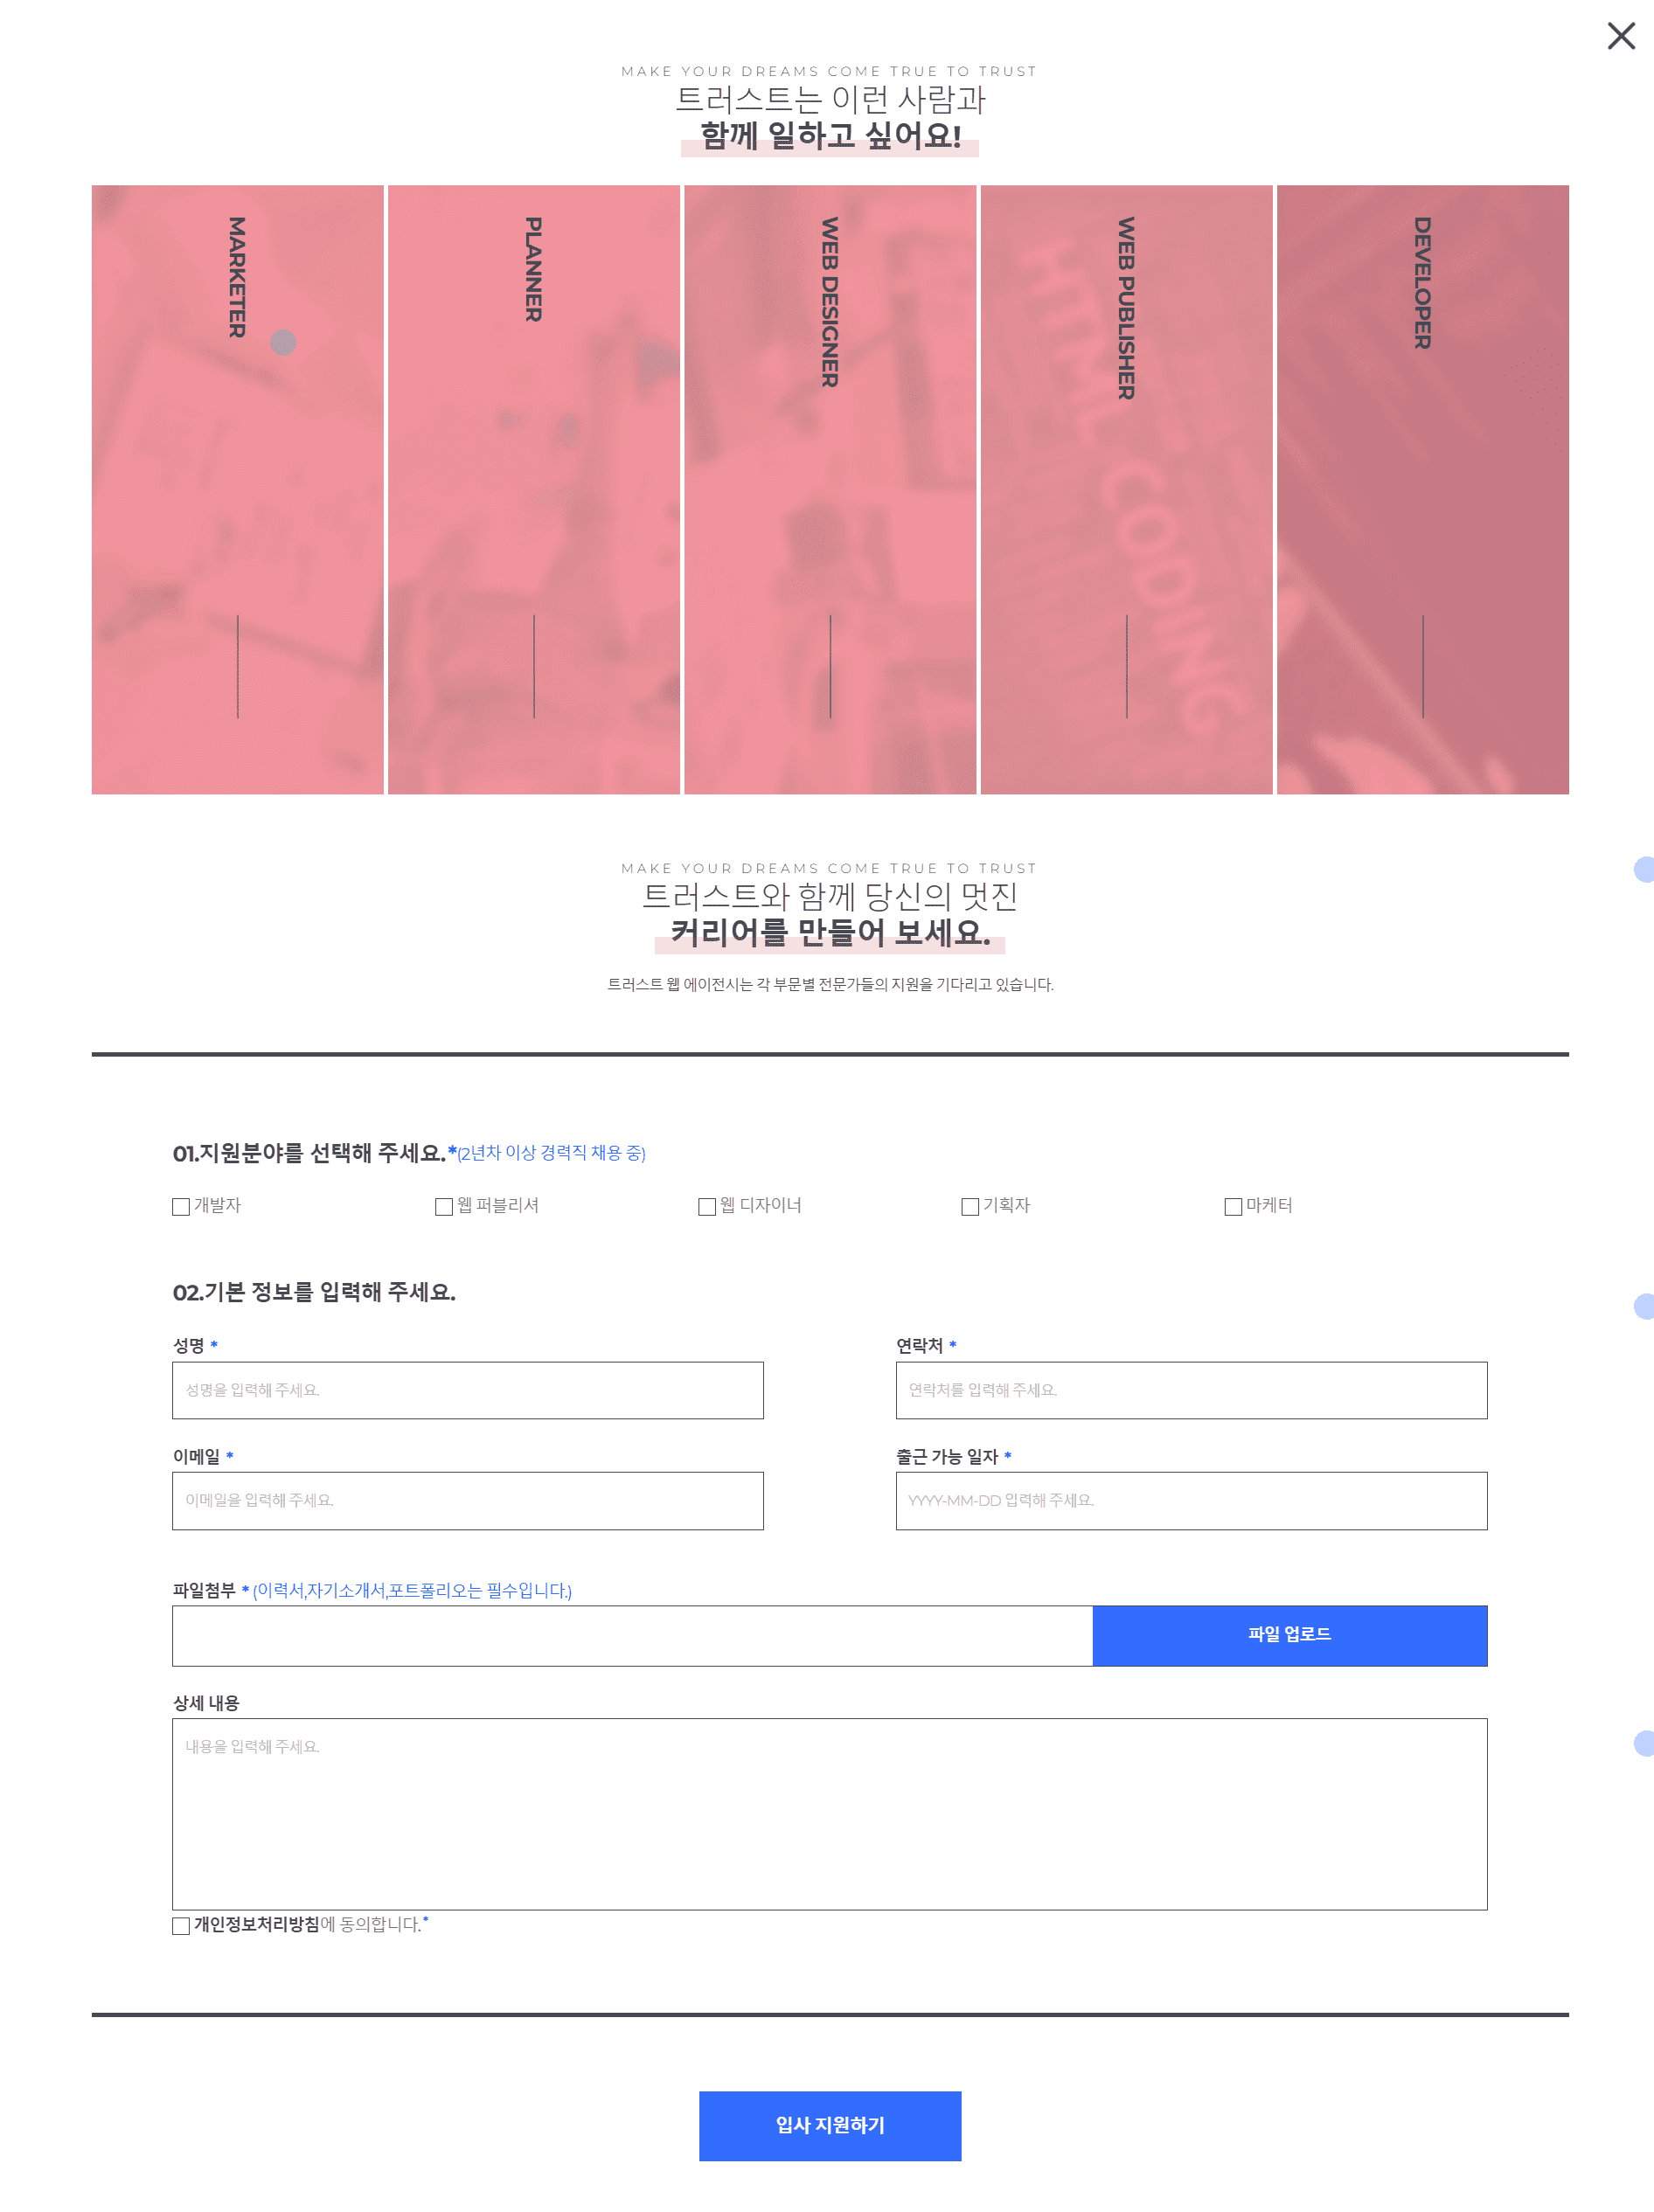 MAKE YOUR DREAMS COME TRUE TO TRUST
트러스트는 이런 사람과
함께 일하고 싶어요!
MARKETER
PLANNER
WEB DESIGNER
WEB PUBLISHER
DEVELOPER
HTML CODING
MAKE YOUR DREAMS COME TRUE TO TRUST
트러스트와 함께 당신의 멋진
커리어를 만들어 보세요.
트러스트 웹 에이전시는 각 부문별 전문가들의 지원을 기다리고 있습니다.
01.지원분야를 선택해 주세요.*(2년차 이상 경력직 채용 중)
개발자 웹 퍼블리셔 웹 디자이너 기획자 마케터
02.기본 정보를 입력해 주세요.
성명 * 연락처 *
성명을 입력해 주세요. 연락처를 입력해 주세요.
이메일 * 출근 가능 일자 *
이메일을 입력해 주세요. YYYY-MM-DD 입력해 주세요.
파일첨부 * (이력서,자기소개서,포트폴리오는 필수입니다.)
파일 업로드
상세 내용
내용을 입력해 주세요.
개인정보처리방침에 동의합니다.*
입사 지원하기